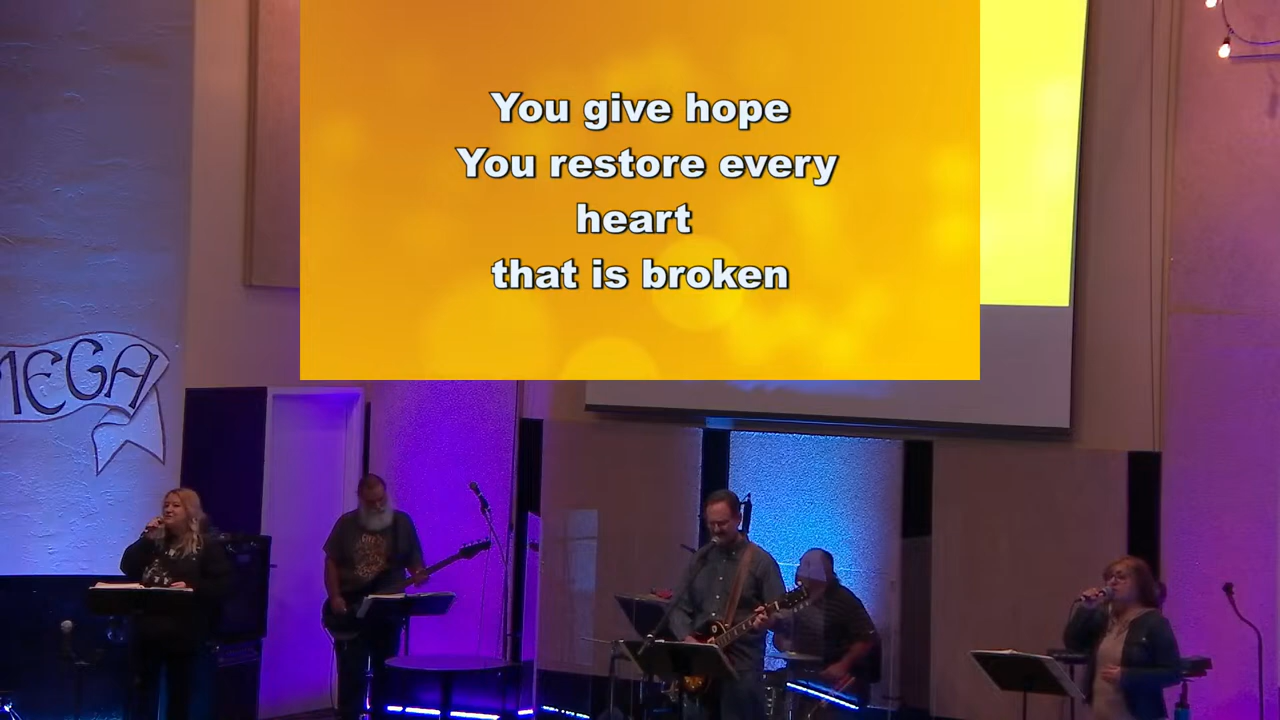 You give hope
You restore every
heart
that is broken
MEGA